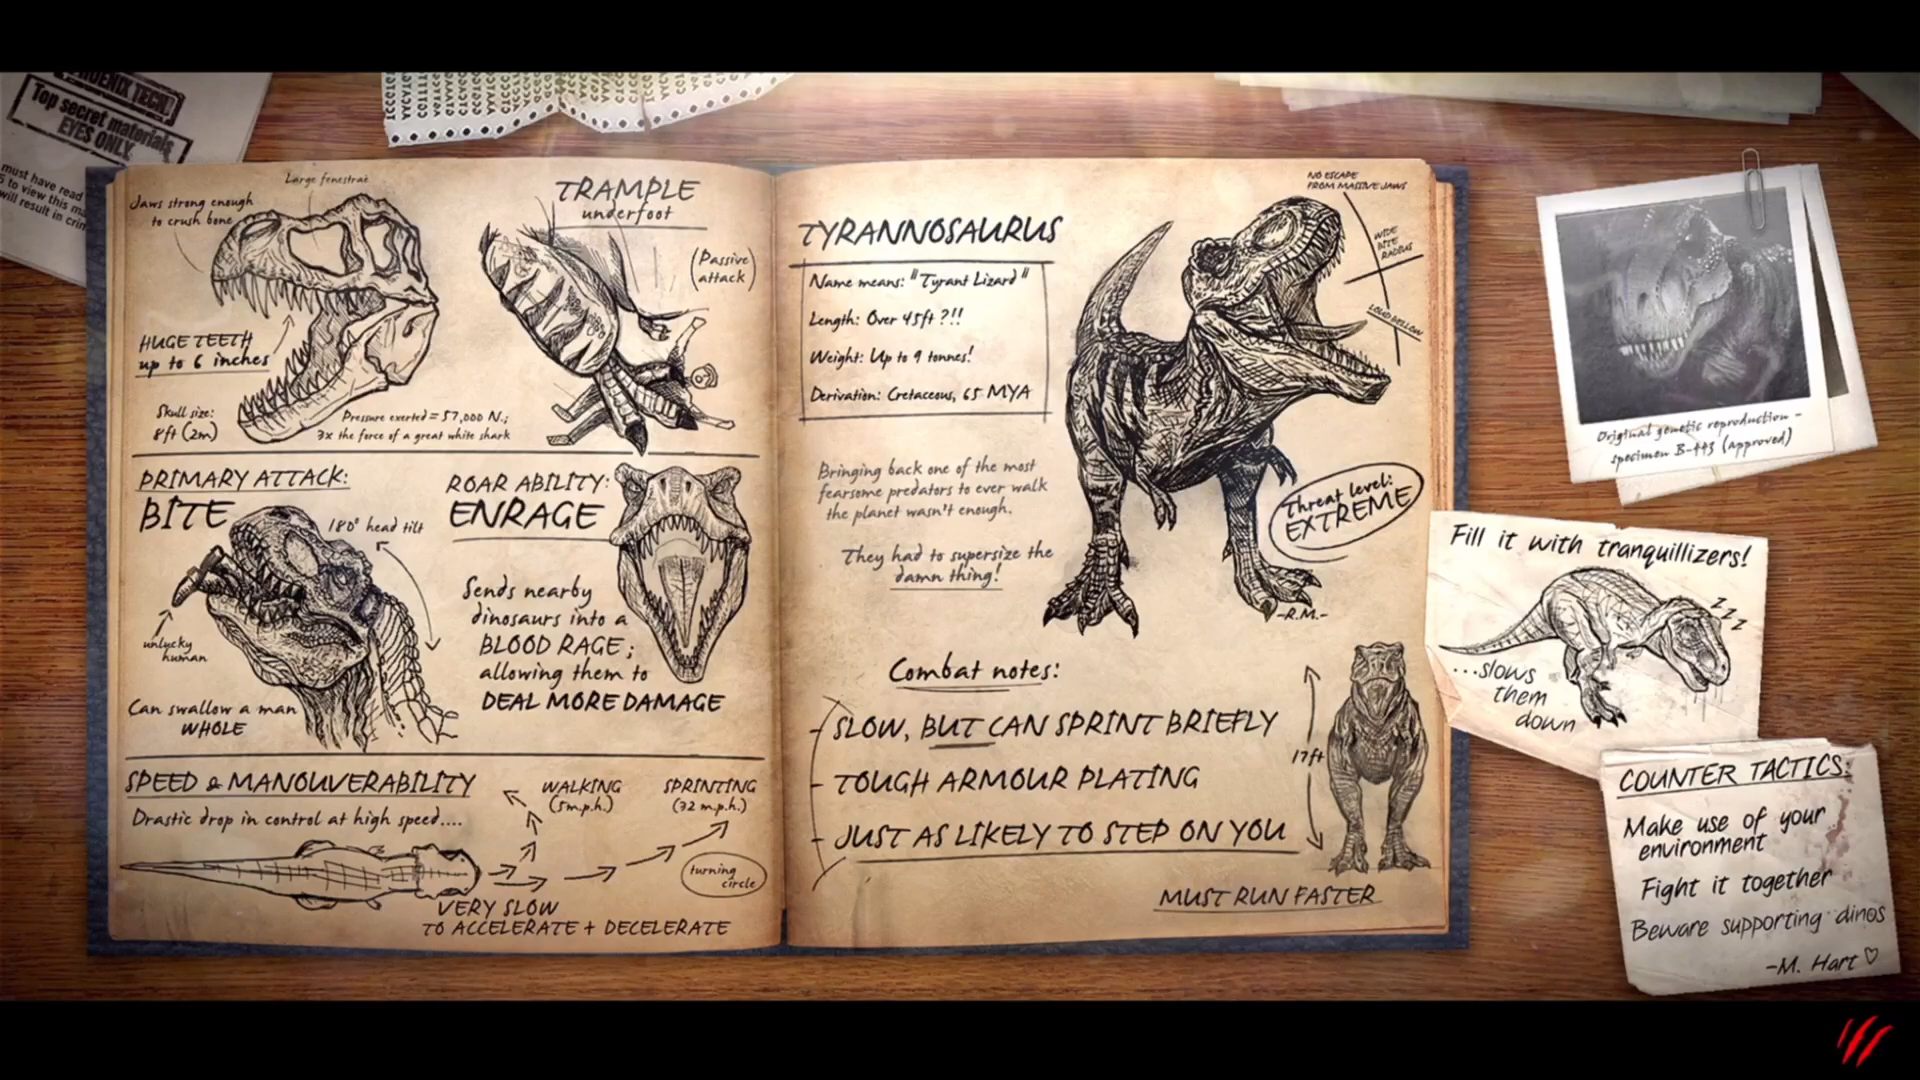 PHOENIX TECH!
Top secret materials
EYES ONLY.
must have read
to view this
will result in
Large fenestrae
Jaws strong enough
to crush bone
HUGE TEETH
up to 6 inches
Skull size:
8ft (2m)
Pressure exerted = 57,000 N.;
3x the force of a great white shark
TRAMPLE
underfoot
(Passive
attack)
PRIMARY ATTACK:
BITE
180° head tilt
unlucky
human
Can swallow a man
WHOLE
ROAR ABILITY:
ENRAGE
Sends nearby
dinosaurs into a
BLOOD RAGE;
allowing them to
DEAL MORE DAMAGE
SPEED & MANOUVERABILITY
Drastic drop in control at high speed....
WALKING
(5m.p.h.)
SPRINTING
(32 m.p.h.)
turning
circle
VERY SLOW
TO ACCELERATE + DECELERATE
TYRANNOSAURUS
Name means: "Tyrant Lizard"
Length: Over 45ft?!!
Weight: Up to 9 tonnes!
Derivation: Cretaceous, 65 MYA
NO ESCAPE
FROM MASSIVE JAWS
WIDE
BITE
RADIUS
LOUD BELLOW
Bringing back one of the most
fearsome predators to ever walk
the planet wasn't enough.
They had to supersize the
damn thing!
Threat level:
EXTREME
-R.M.-
Combat notes:
- SLOW, BUT CAN SPRINT BRIEFLY
- TOUGH ARMOUR PLATING
- JUST AS LIKELY TO STEP ON YOU
17ft
MUST RUN FASTER
Original genetic reproduction -
specimen B-443 (approved)
Fill it with tranquillizers!
z z z
...slows
them
down
COUNTER TACTICS:
Make use of your
environment
Fight it together
Beware supporting dinos
-M. Hart ♡